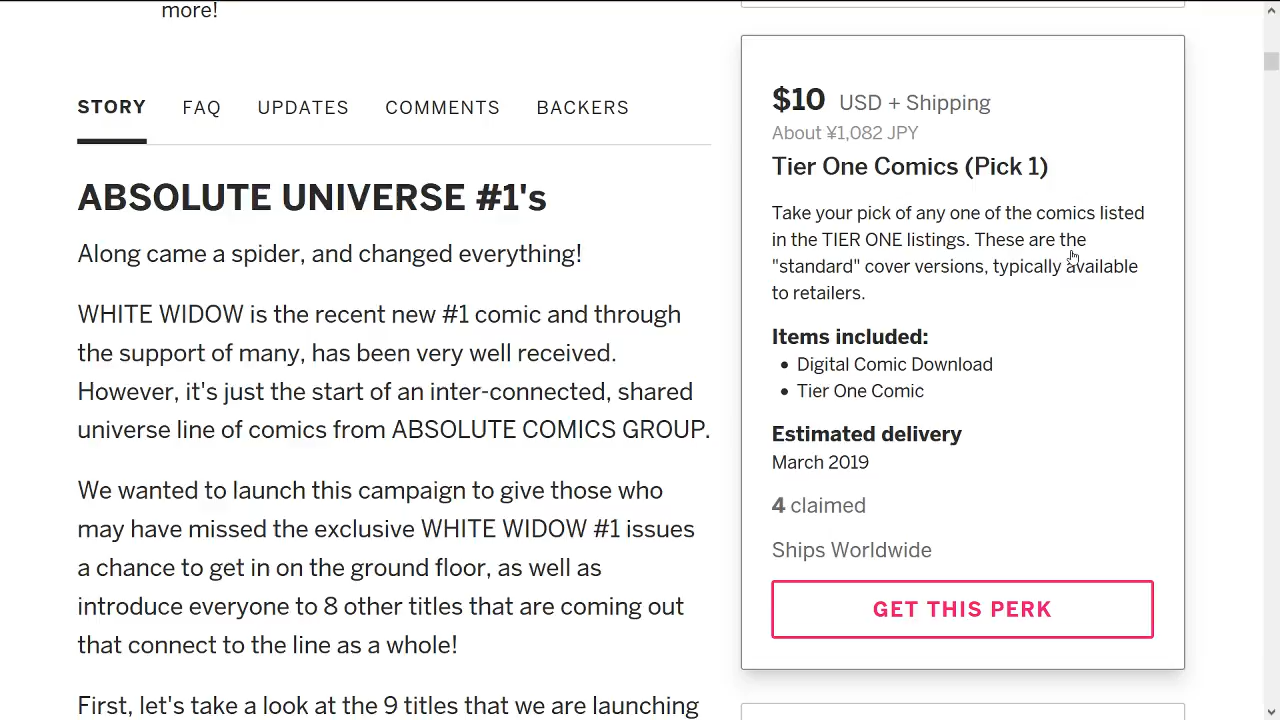 more!
STORY FAQ UPDATES COMMENTS BACKERS
ABSOLUTE UNIVERSE #1's
Along came a spider, and changed everything!
WHITE WIDOW is the recent new #1 comic and through
the support of many, has been very well received.
However, it's just the start of an inter-connected, shared
universe line of comics from ABSOLUTE COMICS GROUP.
We wanted to launch this campaign to give those who
may have missed the exclusive WHITE WIDOW #1 issues
a chance to get in on the ground floor, as well as
introduce everyone to 8 other titles that are coming out
that connect to the line as a whole!
First, let's take a look at the 9 titles that we are launching
$10 USD + Shipping
About ¥1,082 JPY
Tier One Comics (Pick 1)
Take your pick of any one of the comics listed
in the TIER ONE listings. These are the
"standard" cover versions, typically available
to retailers.
Items included:
• Digital Comic Download
• Tier One Comic
Estimated delivery
March 2019
4 claimed
Ships Worldwide
GET THIS PERK